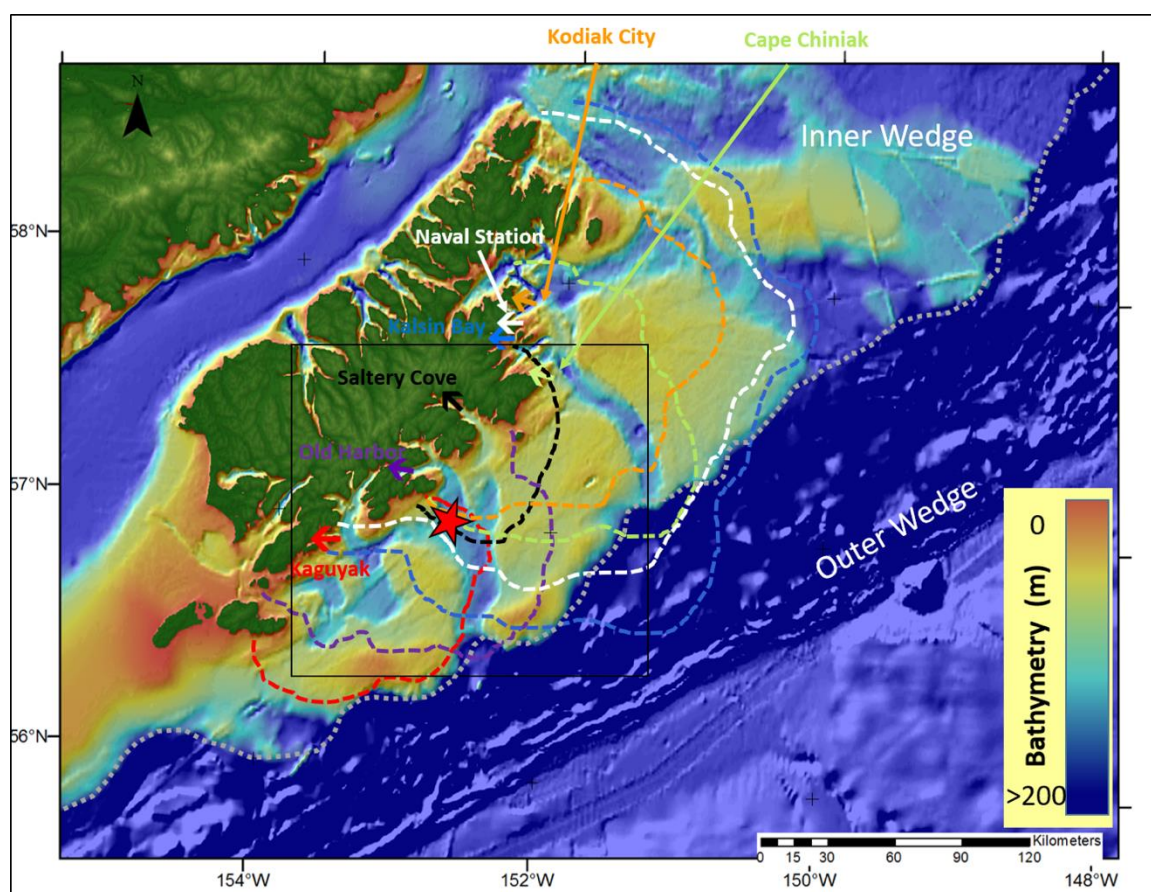 Kodiak City
Cape Chiniak
N
Inner Wedge
58°N
Naval Station
Kalsin Bay
Saltery Cove
Old Harbor
57°N
Outer Wedge
Kaguyak
0
Bathymetry (m)
>200
56°N
Kilometers
0 15 30 60 90 120
154°W
152°W
150°W
148°W